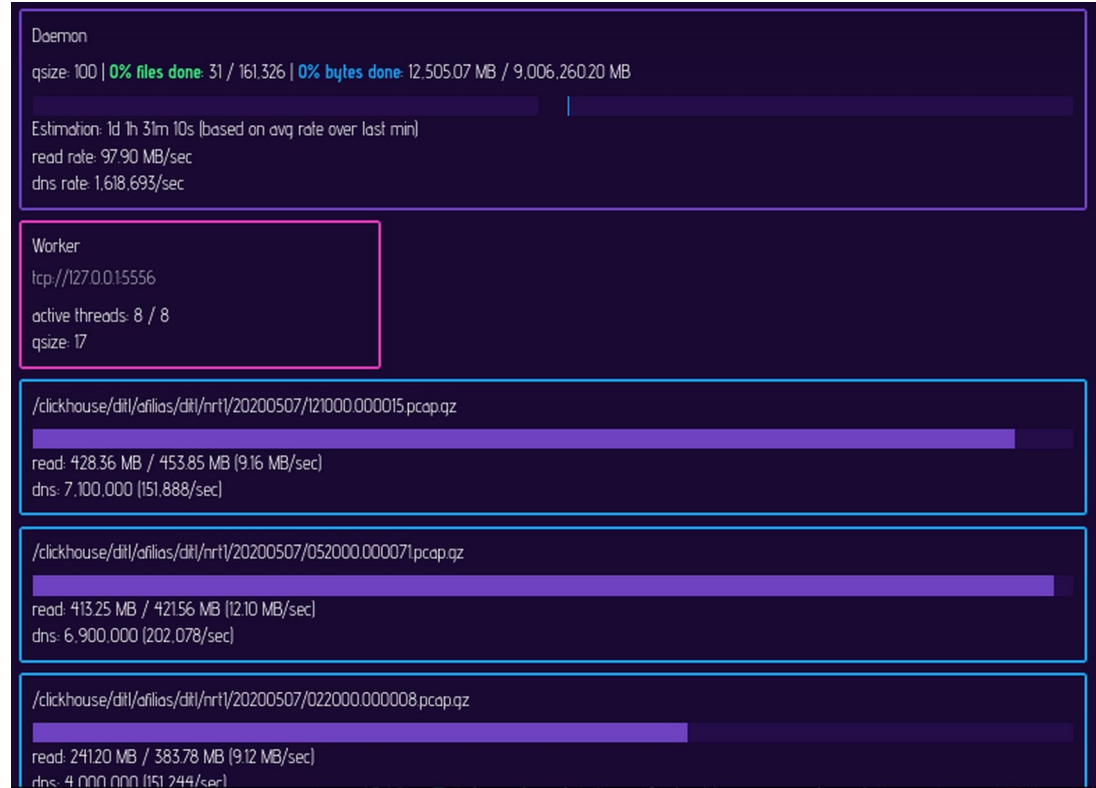 Daemon
qsize: 100 | 0% files done: 31 / 161,326 | 0% bytes done: 12,505.07 MB / 9,006,260.20 MB
Estimation: 1d 1h 31m 10s (based on avg rate over last min)
read rate: 97.90 MB/sec
dns rate: 1,618,693/sec
Worker
tcp://127.0.0.1:5556
active threads: 8 / 8
qsize: 17
/clickhouse/ditl/afilias/ditl/nrt1/20200507/121000.000015.pcap.gz
read: 428.36 MB / 453.85 MB (9.16 MB/sec)
dns: 7,100,000 (151,888/sec)
/clickhouse/ditl/afilias/ditl/nrt1/20200507/052000.000071.pcap.gz
read: 413.25 MB / 421.56 MB (12.10 MB/sec)
dns: 6,900,000 (202,078/sec)
/clickhouse/ditl/afilias/ditl/nrt1/20200507/022000.000008.pcap.gz
read: 241.20 MB / 383.78 MB (9.12 MB/sec)
dns: 4,000,000 (151,244/sec)